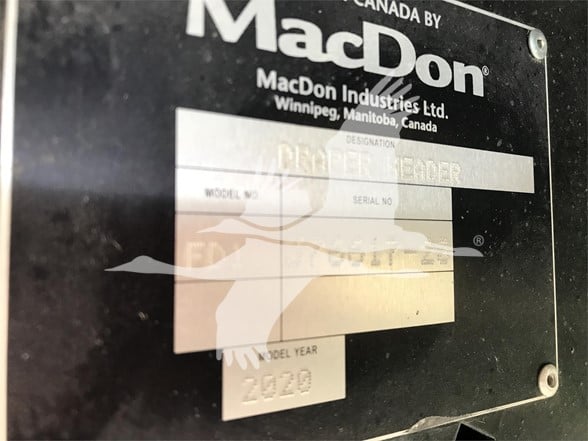 CANADA BY
MacDon®
MacDon Industries Ltd.
Winnipeg, Manitoba, Canada
DESIGNATION
DRAPER HEADER
MODEL NO. SERIAL NO
MODEL YEAR
2020
®